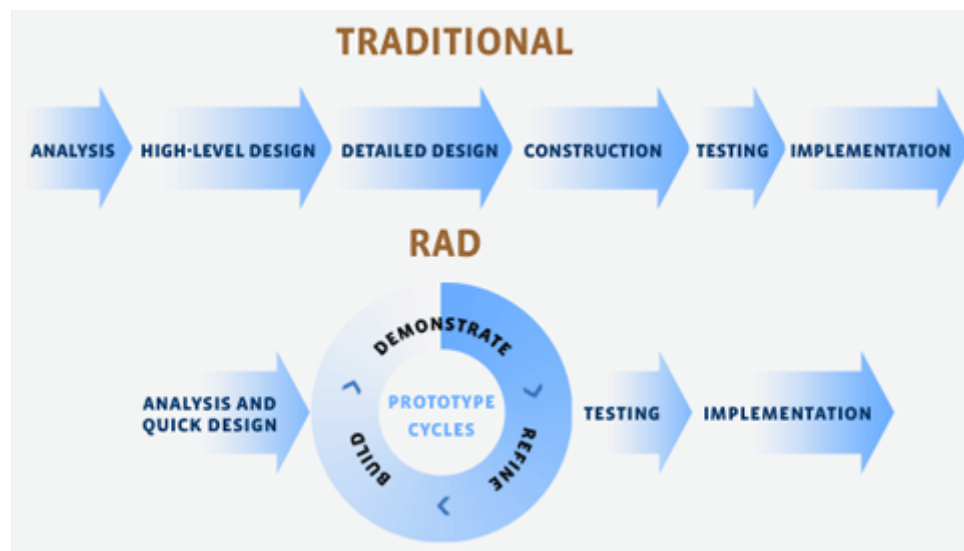 TRADITIONAL
ANALYSIS
HIGH-LEVEL DESIGN
DETAILED DESIGN
CONSTRUCTION
TESTING
IMPLEMENTATION
RAD
ANALYSIS AND
QUICK DESIGN
DEMONSTRATE
REFINE
BUILD
PROTOTYPE
CYCLES
TESTING
IMPLEMENTATION